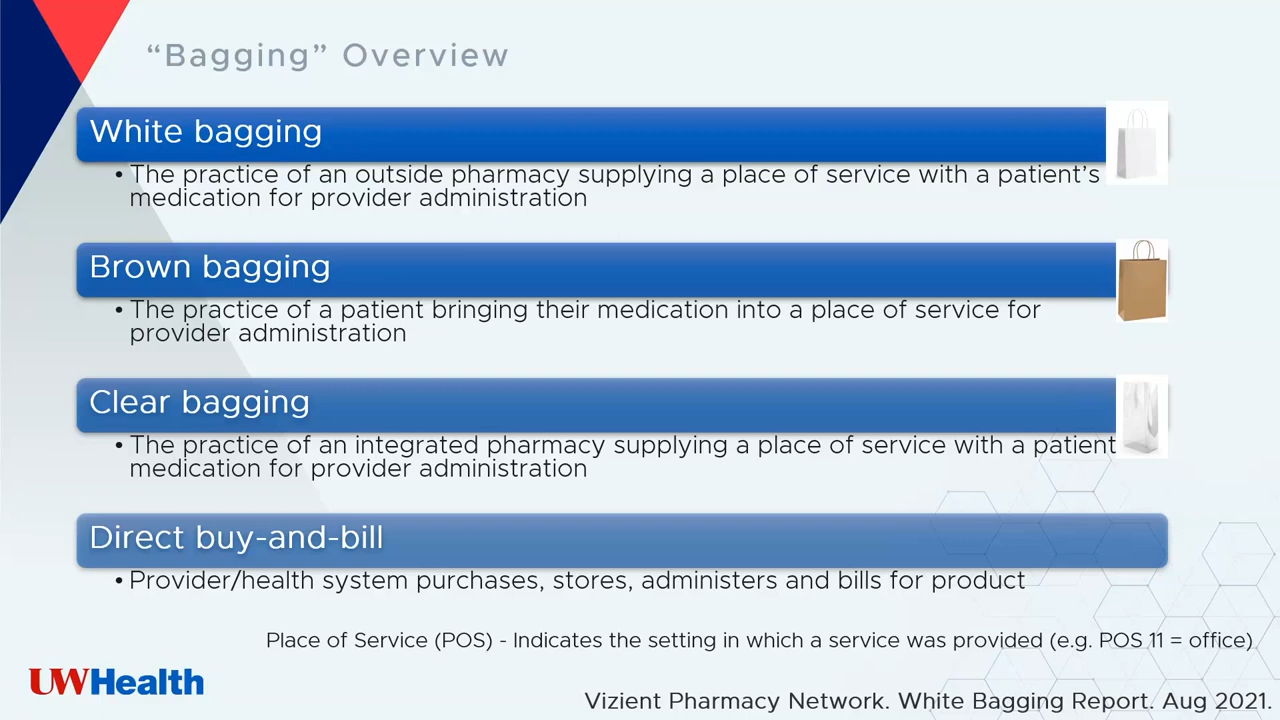 “Bagging” Overview
White bagging
• The practice of an outside pharmacy supplying a place of service with a patient’s
medication for provider administration
Brown bagging
• The practice of a patient bringing their medication into a place of service for
provider administration
Clear bagging
• The practice of an integrated pharmacy supplying a place of service with a patient
medication for provider administration
Direct buy-and-bill
• Provider/health system purchases, stores, administers and bills for product
Place of Service (POS) - Indicates the setting in which a service was provided (e.g. POS 11 = office)
UWHealth
Vizient Pharmacy Network. White Bagging Report. Aug 2021.